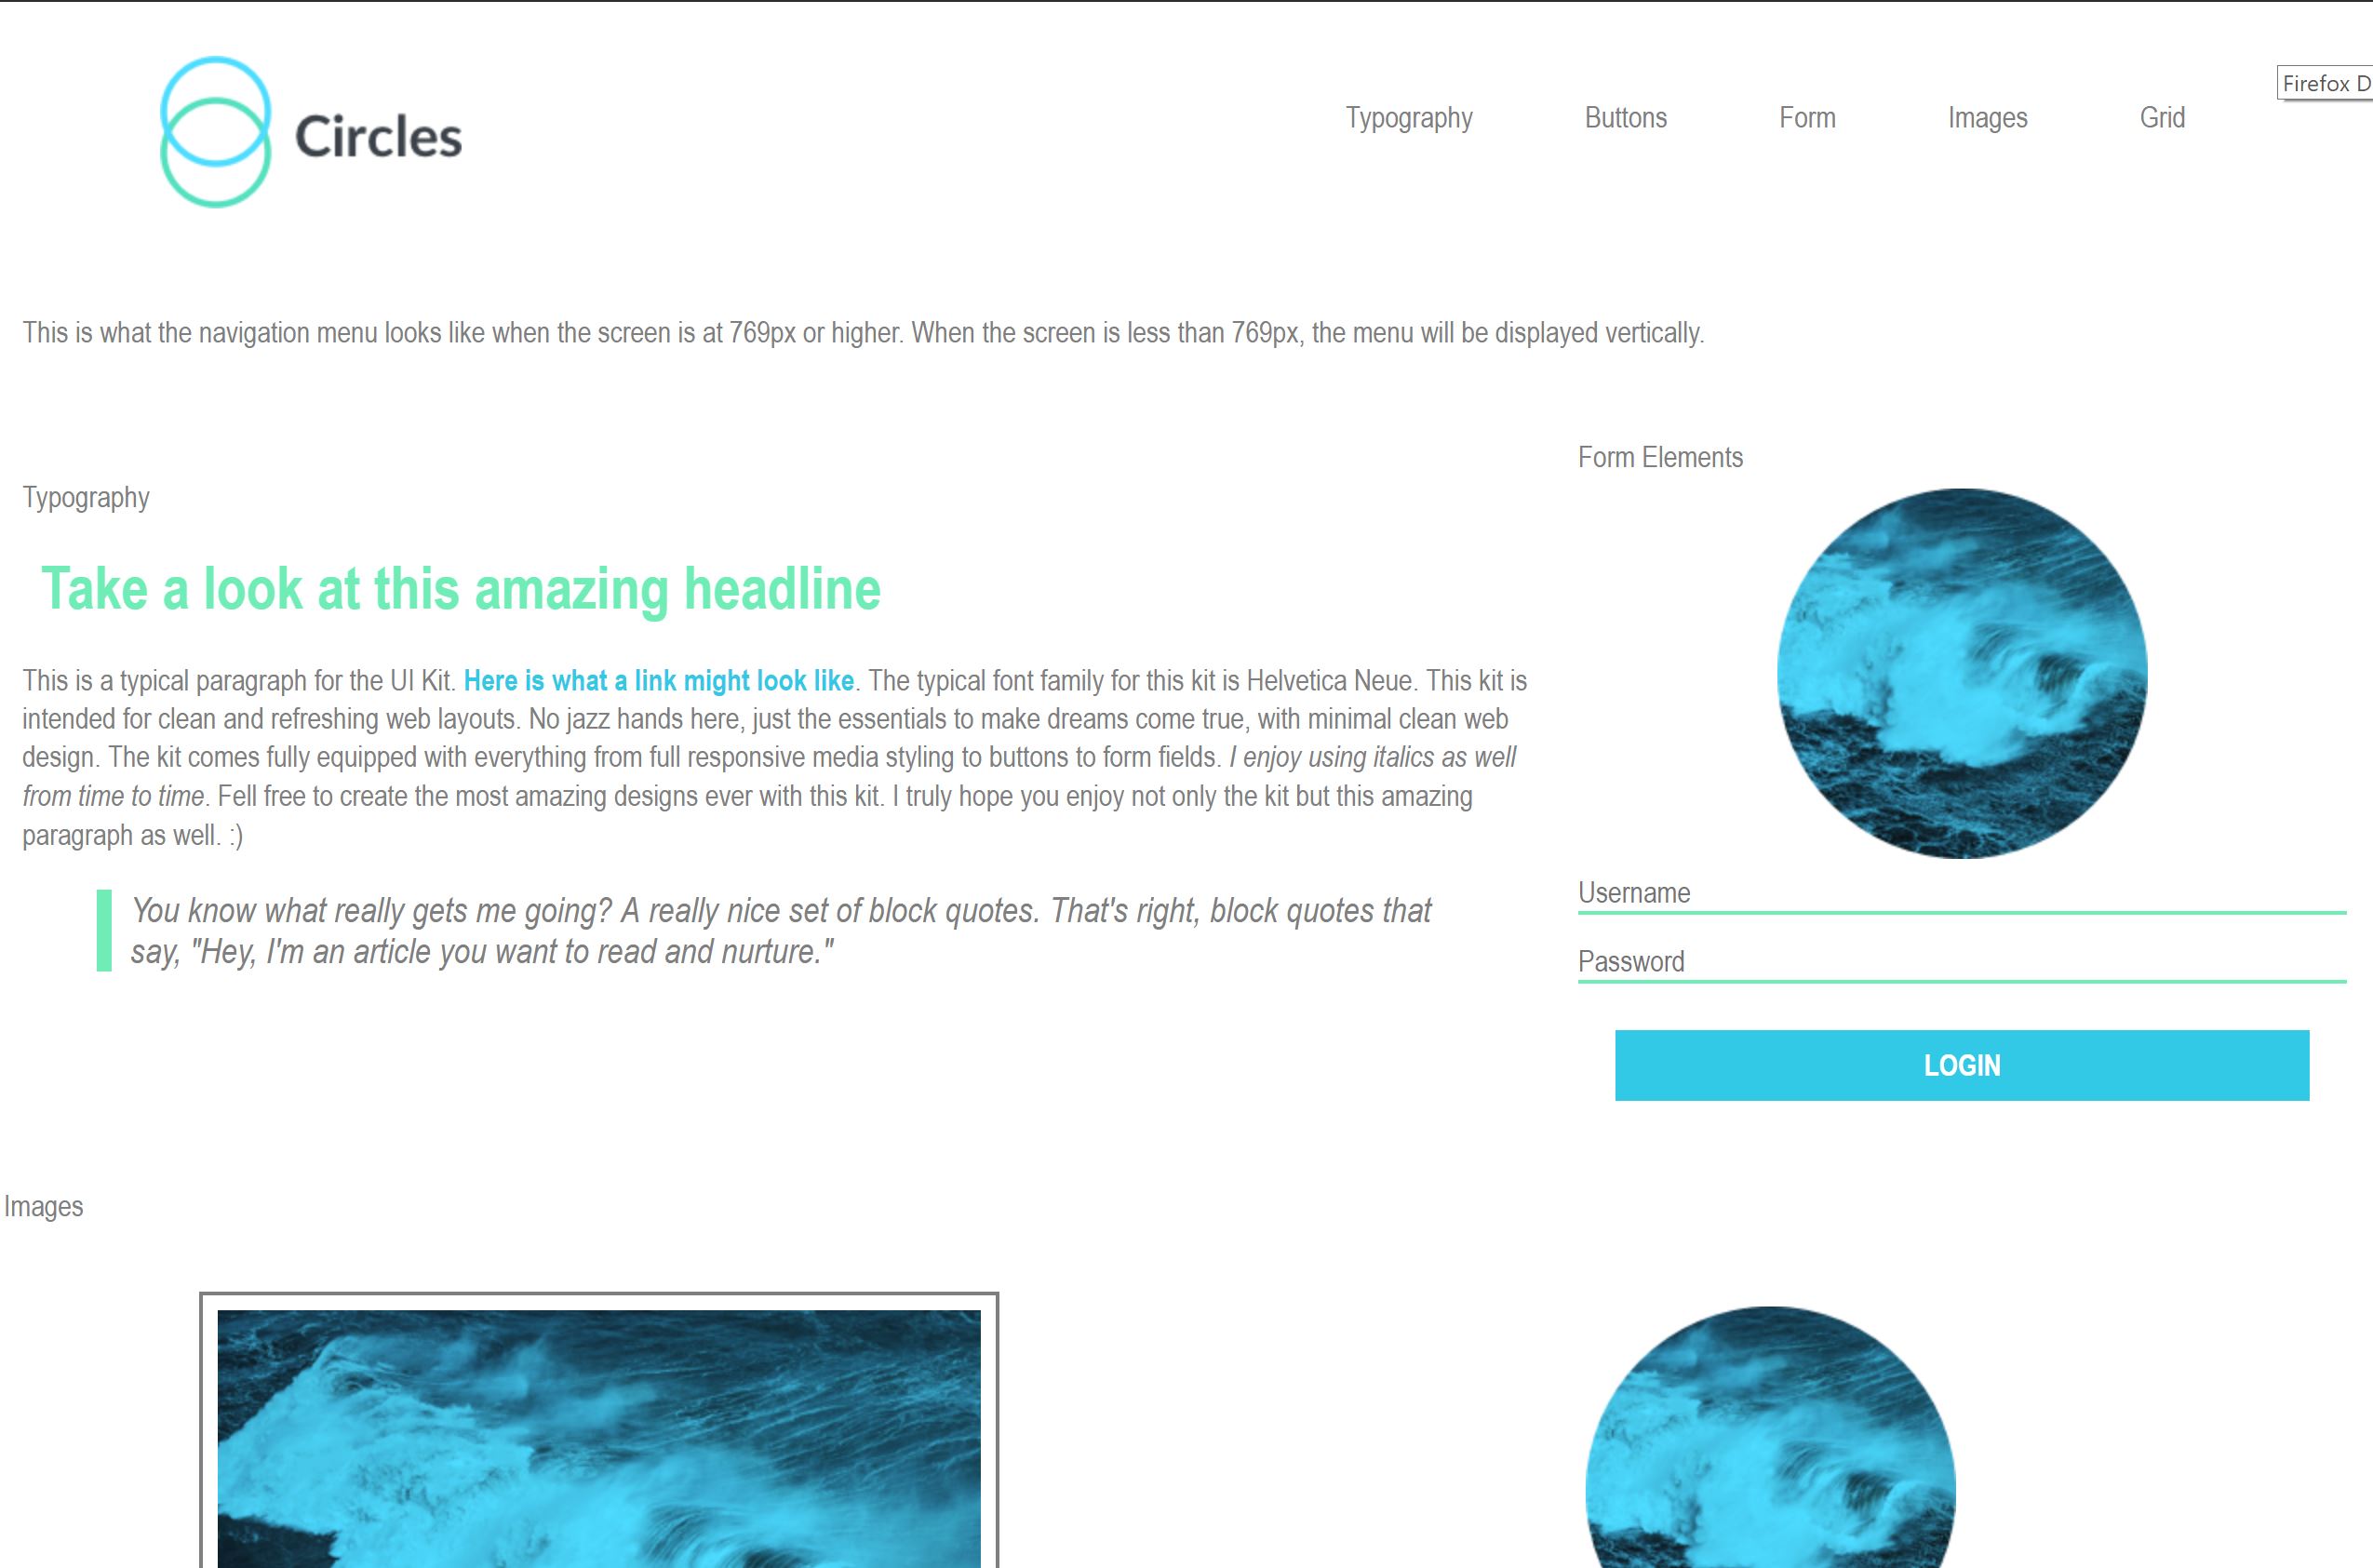 Circles
Typography
Buttons
Form
Images
Grid
Firefox D
This is what the navigation menu looks like when the screen is at 769px or higher. When the screen is less than 769px, the menu will be displayed vertically.
Typography
Take a look at this amazing headline
This is a typical paragraph for the UI Kit. Here is what a link might look like. The typical font family for this kit is Helvetica Neue. This kit is
intended for clean and refreshing web layouts. No jazz hands here, just the essentials to make dreams come true, with minimal clean web
design. The kit comes fully equipped with everything from full responsive media styling to buttons to form fields. I enjoy using italics as well
from time to time. Fell free to create the most amazing designs ever with this kit. I truly hope you enjoy not only the kit but this amazing
paragraph as well. :)
You know what really gets me going? A really nice set of block quotes. That's right, block quotes that
say, "Hey, I'm an article you want to read and nurture."
Form Elements
Username
Password
LOGIN
Images